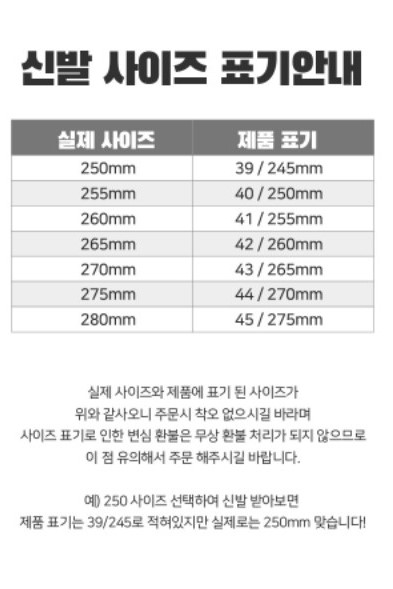 신발 사이즈 표기안내
실제 사이즈 제품 표기
250mm 39 / 245mm
255mm 40 / 250mm
260mm 41 / 255mm
265mm 42 / 260mm
270mm 43 / 265mm
275mm 44 / 270mm
280mm 45 / 275mm
실제 사이즈와 제품에 표기 된 사이즈가
위와 같사오니 주문시 착오 없으시길 바라며
사이즈 표기로 인한 변심 환불은 무상 환불 처리가 되지 않으므로
이 점 유의해서 주문 해주시길 바랍니다.
예) 250 사이즈 선택하여 신발 받아보면
제품 표기는 39/245로 적혀있지만 실제로는 250mm 맞습니다!